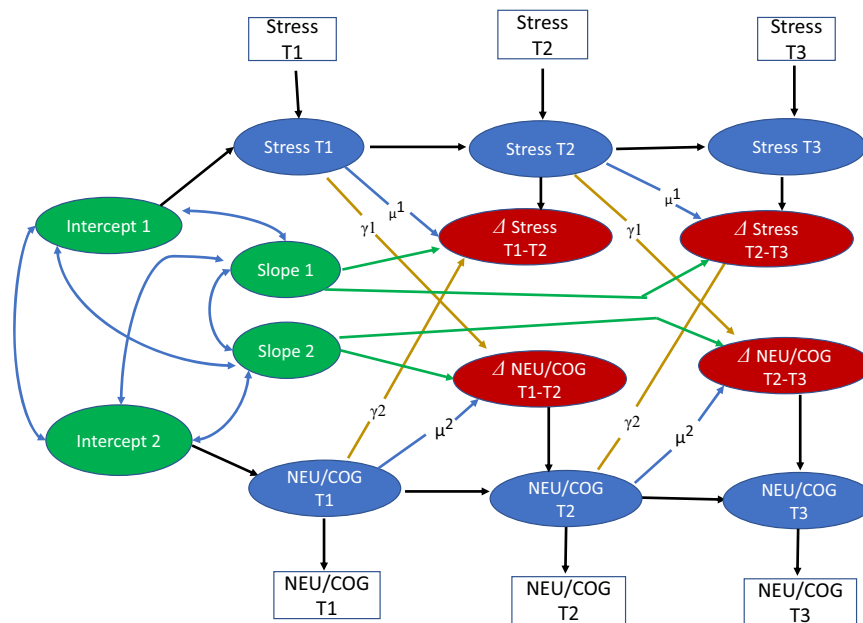 Stress
T1
Stress
T2
Stress
T3
Stress T1
Stress T2
Stress T3
μ1
μ1
Intercept 1
γ1
Δ Stress
T1-T2
γ1
Δ Stress
T2-T3
Slope 1
Slope 2
Δ NEU/COG
T1-T2
Δ NEU/COG
T2-T3
γ2
γ2
μ2
μ2
Intercept 2
NEU/COG
T1
NEU/COG
T2
NEU/COG
T3
NEU/COG
T1
NEU/COG
T2
NEU/COG
T3